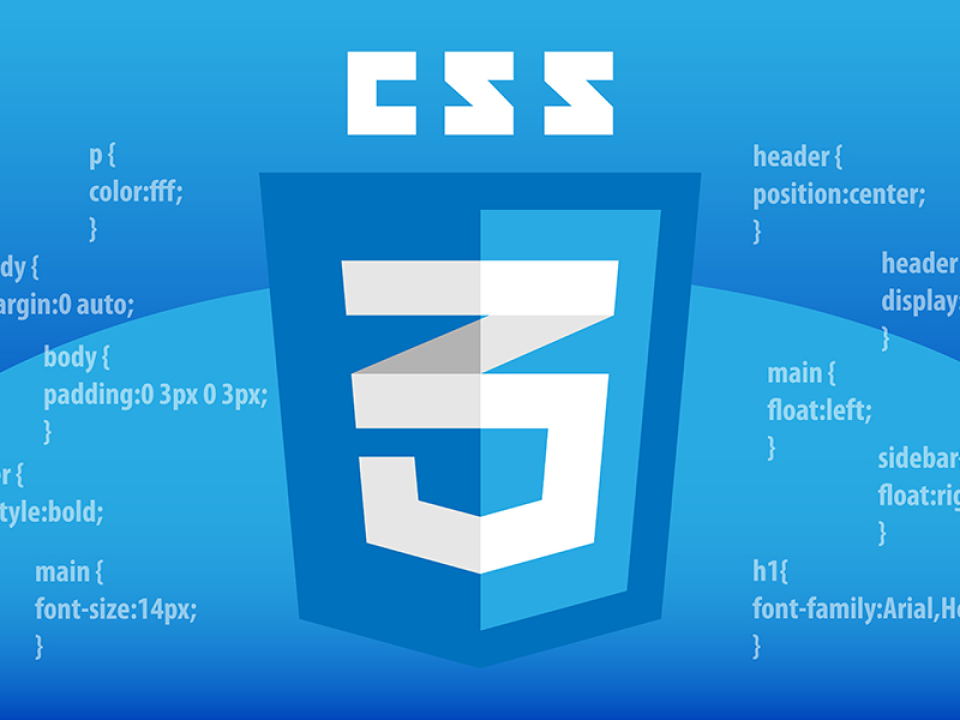 CSS
3
p {
color:fff;
}
dy {
argin:0 auto;
body {
padding:0 3px 0 3px;
}
r {
tyle:bold;
main {
font-size:14px;
}
header {
position:center;
}
header
display:
}
main {
float:left;
}
sidebar-
float:rig
}
h1{
font-family:Arial,He
}